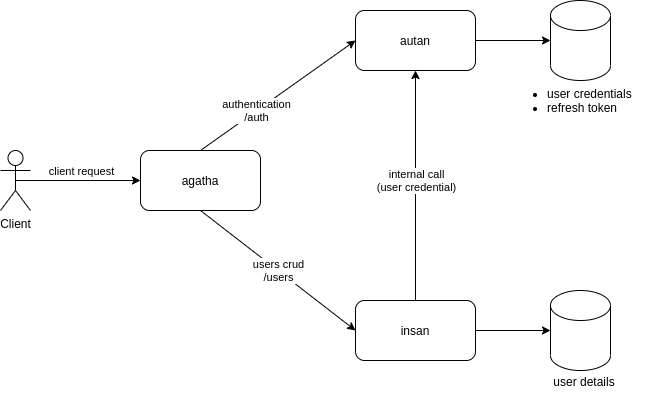 autan
user credentials
refresh token
authentication
/auth
client request
agatha
internal call
(user credential)
Client
users crud
/users
insan
user details